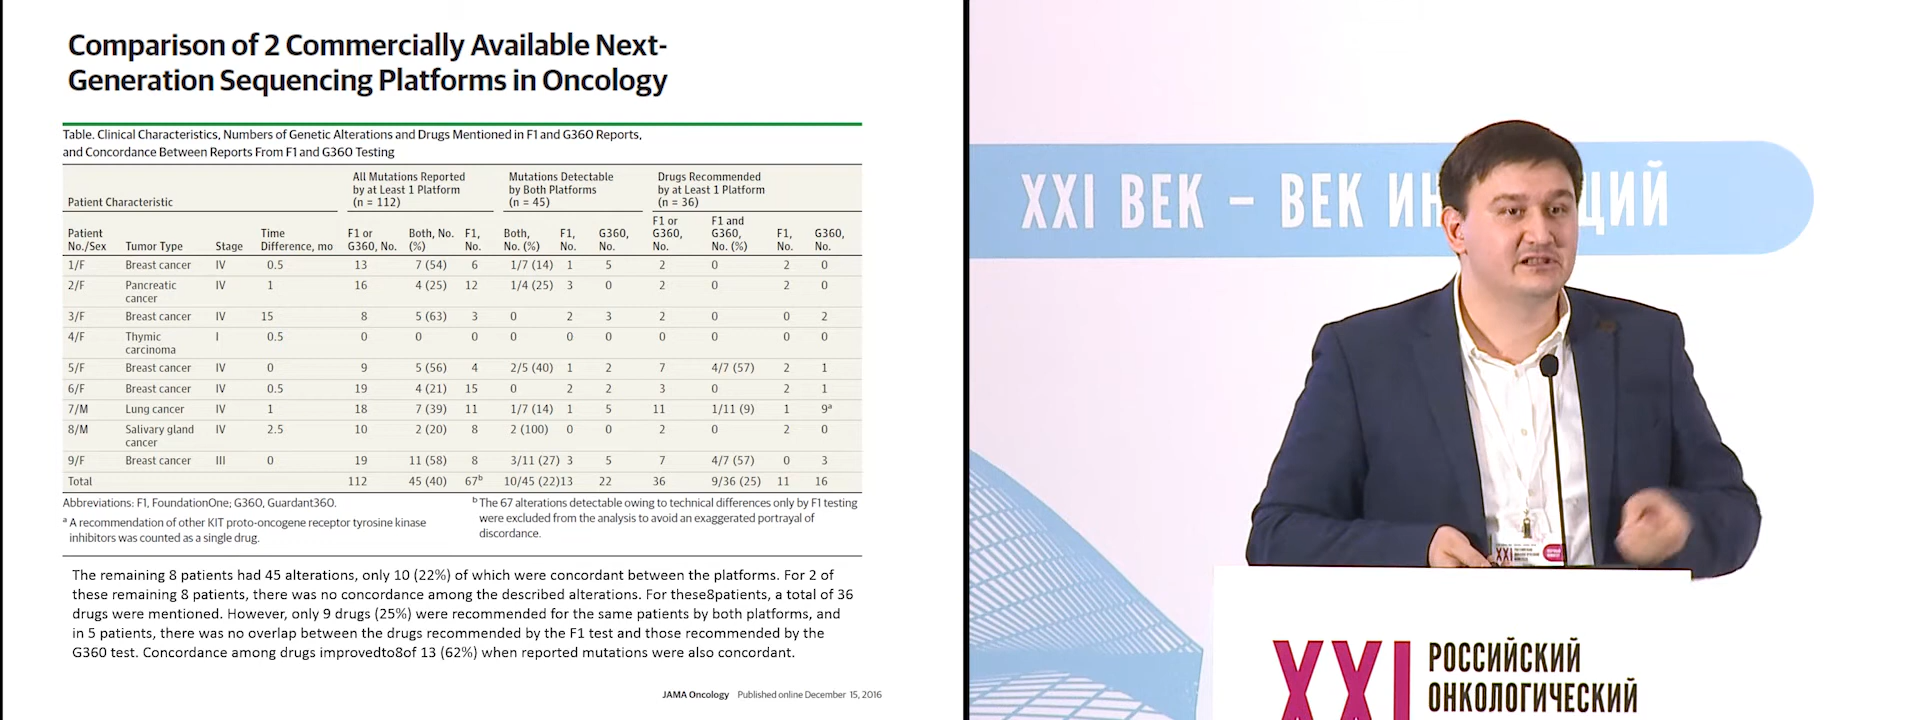 Comparison of 2 Commercially Available Next-
Generation Sequencing Platforms in Oncology
Table. Clinical Characteristics, Numbers of Genetic Alterations and Drugs Mentioned in F1 and G360 Reports,
and Concordance Between Reports From F1 and G360 Testing
Patient Characteristic
All Mutations Reported
by at Least 1 Platform
(n = 112)
Mutations Detectable
by Both Platforms
(n = 45)
Drugs Recommended
by at Least 1 Platform
(n = 36)
Patient No./Sex Tumor Type Stage Time Difference, mo F1 or G360, No. Both, No. (%) F1, No. Both, No. (%) F1, No. G360, No. F1 or G360, No. F1 and G360, No. (%) F1, No. G360, No.
1/F Breast cancer IV 0.5 13 7 (54) 6 1/7 (14) 1 5 2 0 2 0
2/F Pancreatic cancer IV 1 16 4 (25) 12 1/4 (25) 3 0 2 0 2 0
3/F Breast cancer IV 15 8 5 (63) 3 0 2 3 2 0 0 2
4/F Thymic carcinoma I 0.5 0 0 0 0 0 0 0 0 0 0
5/F Breast cancer IV 0 9 5 (56) 4 2/5 (40) 1 2 7 4/7 (57) 2 1
6/F Breast cancer IV 0.5 19 4 (21) 15 0 2 2 3 0 2 1
7/M Lung cancer IV 1 18 7 (39) 11 1/7 (14) 1 5 11 1/11 (9) 1 9a
8/M Salivary gland cancer IV 2.5 10 2 (20) 8 2 (100) 0 0 2 0 2 0
9/F Breast cancer III 0 19 11 (58) 8 3/11 (27) 3 5 7 4/7 (57) 0 3
Total 112 45 (40) 67b 10/45 (22) 13 22 36 9/36 (25) 11 16
Abbreviations: F1, FoundationOne; G360, Guardant360.
a A recommendation of other KIT proto-oncogene receptor tyrosine kinase
inhibitors was counted as a single drug.
b The 67 alterations detectable owing to technical differences only by F1 testing
were excluded from the analysis to avoid an exaggerated portrayal of
discordance.
The remaining 8 patients had 45 alterations, only 10 (22%) of which were concordant between the platforms. For 2 of
these remaining 8 patients, there was no concordance among the described alterations. For these8patients, a total of 36
drugs were mentioned. However, only 9 drugs (25%) were recommended for the same patients by both platforms, and
in 5 patients, there was no overlap between the drugs recommended by the F1 test and those recommended by the
G360 test. Concordance among drugs improvedto8of 13 (62%) when reported mutations were also concordant.
JAMA Oncology Published online December 15, 2016
XXI ВЕК – ВЕК ИН ЦИЙ
XXI
XXI
РОССИЙСКИЙ
ОНКОЛОГИЧЕСКИЙ